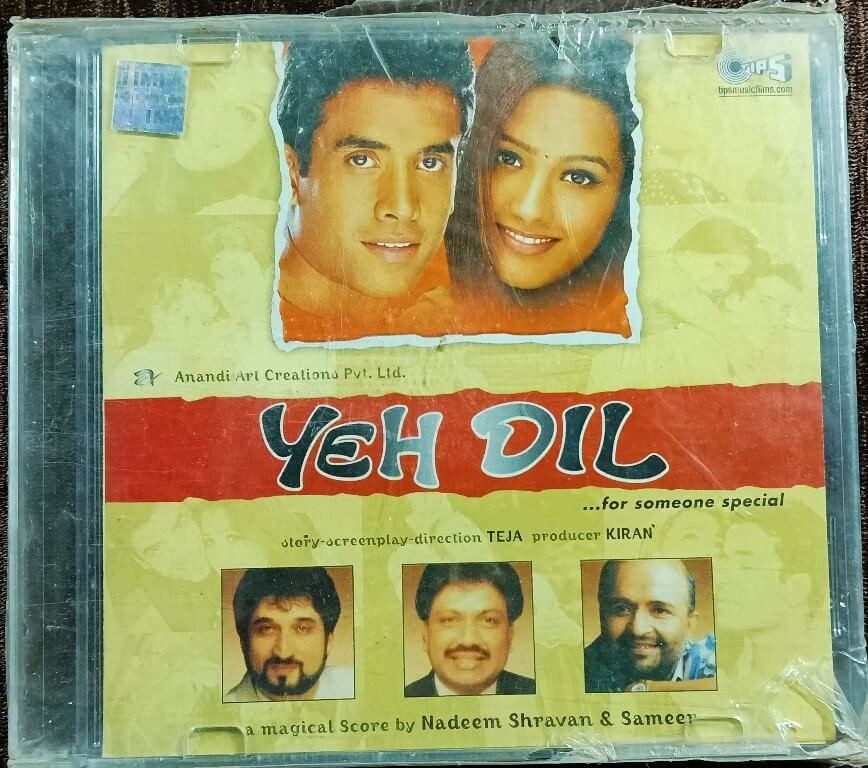 TIPS
tipsmusicfilms.com
Anandi Art Creations Pvt. Ltd.
YEH DIL
...for someone special
story-screenplay-direction TEJA producer KIRAN
a magical Score by Nadeem Shravan & Sameer